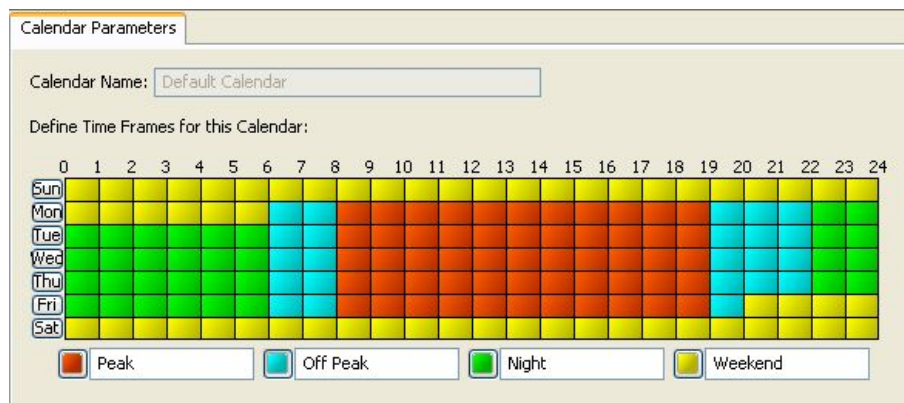 Calendar Parameters
Calendar Name: Default Calendar
Define Time Frames for this Calendar:
0 1 2 3 4 5 6 7 8 9 10 11 12 13 14 15 16 17 18 19 20 21 22 23 24
Sun
Mon
Tue
Wed
Thu
Fri
Sat
Peak Off Peak Night Weekend